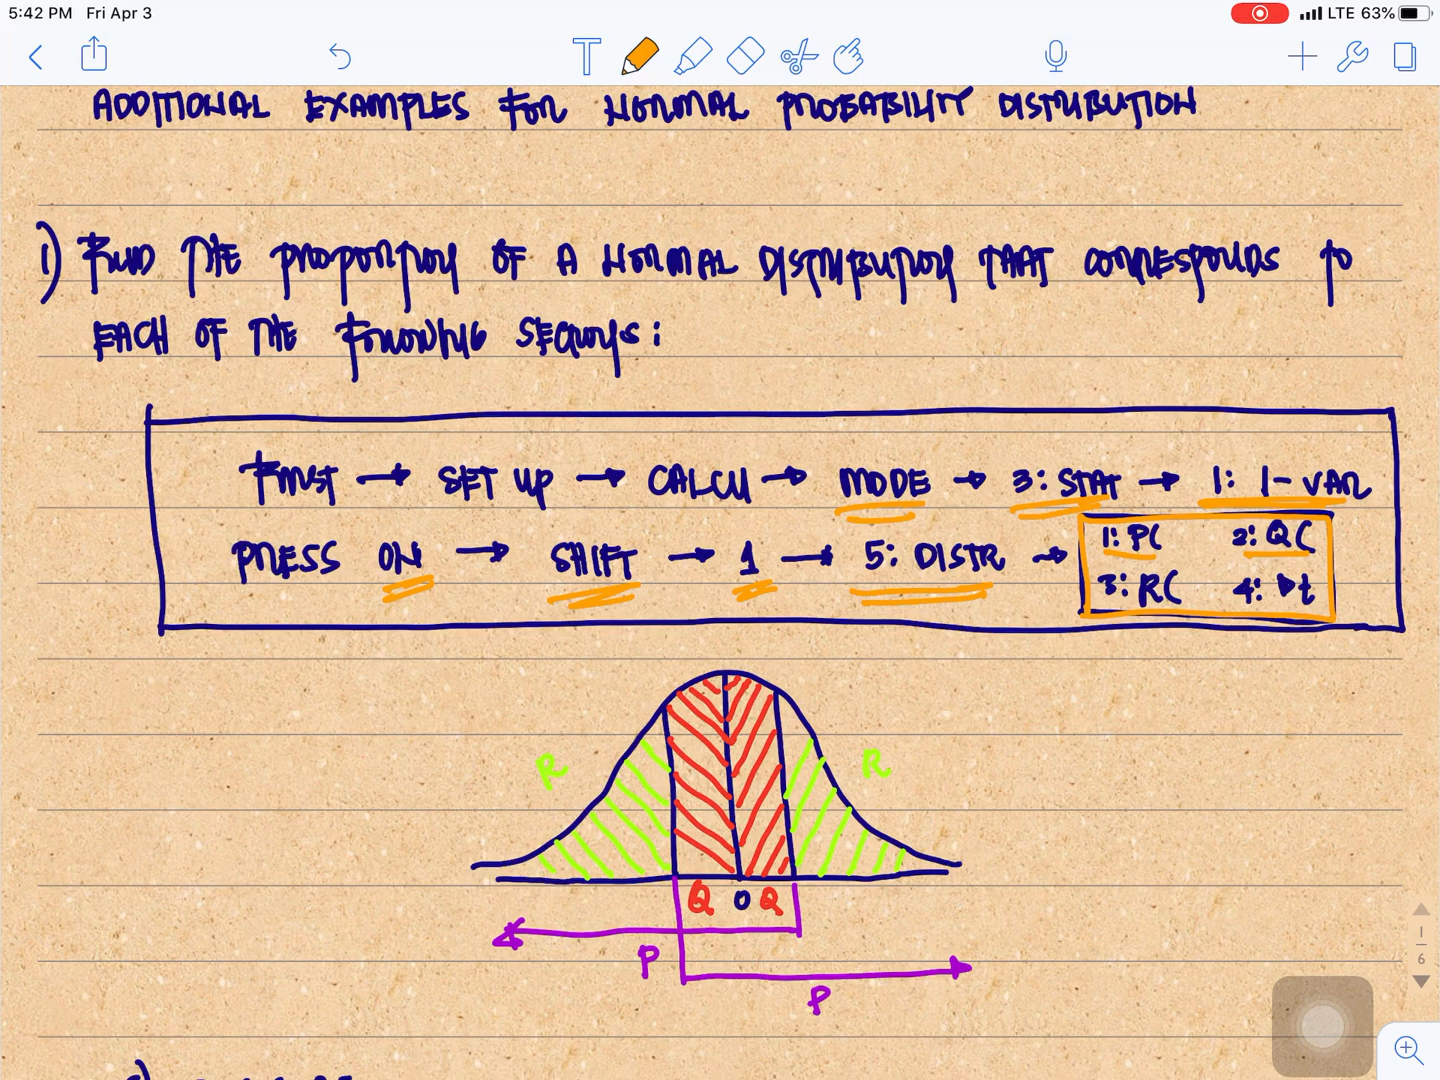 5:42 PM Fri Apr 3
LTE 63%
T
ADDITIONAL EXAMPLES FOR NORMAL PROBABILITY DISTRIBUTION
1) FIND THE PROPORTION OF A NORMAL DISTRIBUTION THAT CORRESPONDS TO
EACH OF THE FOLLOWING SECTIONS:
FIRST → SET UP → CALCU → MODE → 3: STAT → 1: 1-VAR
PRESS ON → SHIFT → 1 → 5: DISTR →
1: P( 2: Q(
3: R( 4: ▸t
R R
Q 0 Q
P
P
1
6